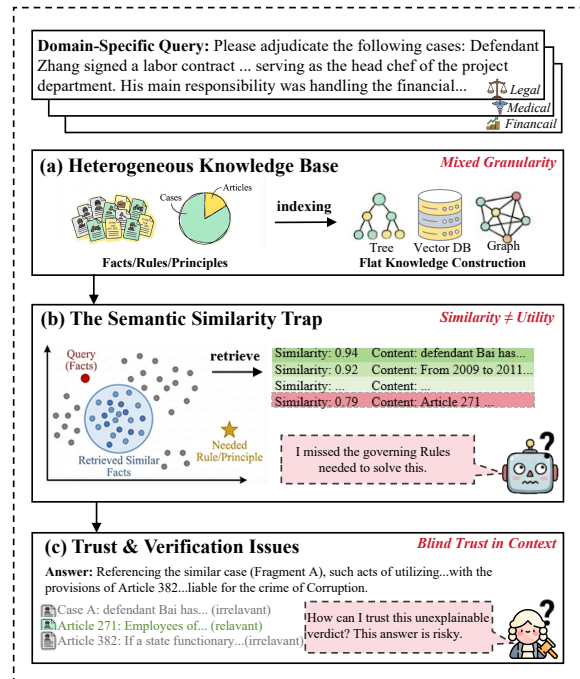 Domain-Specific Query: Please adjudicate the following cases: Defendant
Zhang signed a labor contract ... serving as the head chef of the project
department. His main responsibility was handling the financial...
Legal
Medical
Financail
(a) Heterogeneous Knowledge Base
Mixed Granularity
Articles
Cases
indexing
Tree
Vector DB
Graph
Facts/Rules/Principles
Flat Knowledge Construction
(b) The Semantic Similarity Trap
Similarity ≠ Utility
Query
(Facts)
retrieve
Similarity: 0.94 Content: defendant Bai has...
Similarity: 0.92 Content: From 2009 to 2011...
Similarity: ... Content: ...
Similarity: 0.79 Content: Article 271 ...
Needed
Rule/Principle
Retrieved Similar
Facts
I missed the governing Rules
needed to solve this.
?
(c) Trust & Verification Issues
Blind Trust in Context
Answer: Referencing the similar case (Fragment A), such acts of utilizing...with the
provisions of Article 382...liable for the crime of Corruption.
Case A: defendant Bai has... (irrelavant)
Article 271: Employees of... (relavant)
Article 382: If a state functionary...(irrelavant)
How can I trust this unexplainable
verdict? This answer is risky.
?